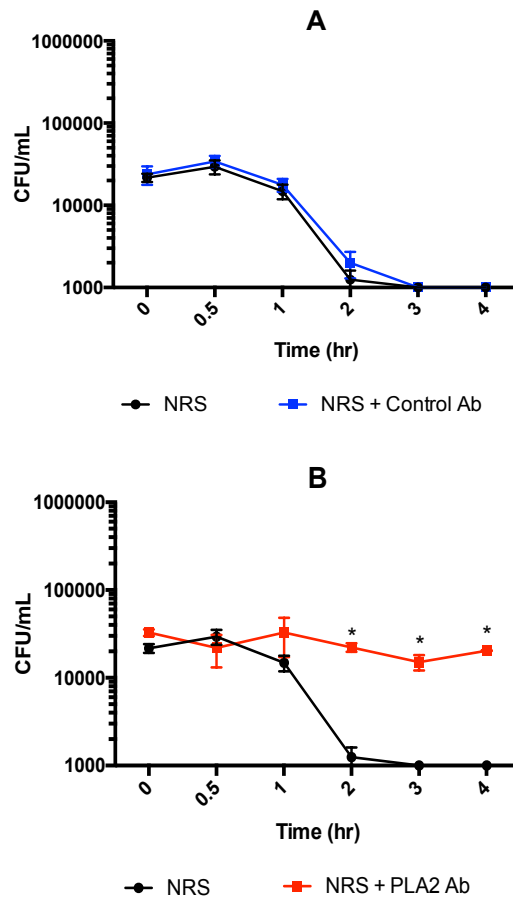 A
1000000
100000
10000
1000
CFU/mL
0 0.5 1 2 3 4
Time (hr)
NRS NRS + Control Ab
B
1000000
100000
10000
1000
CFU/mL
* * *
0 0.5 1 2 3 4
Time (hr)
NRS NRS + PLA2 Ab